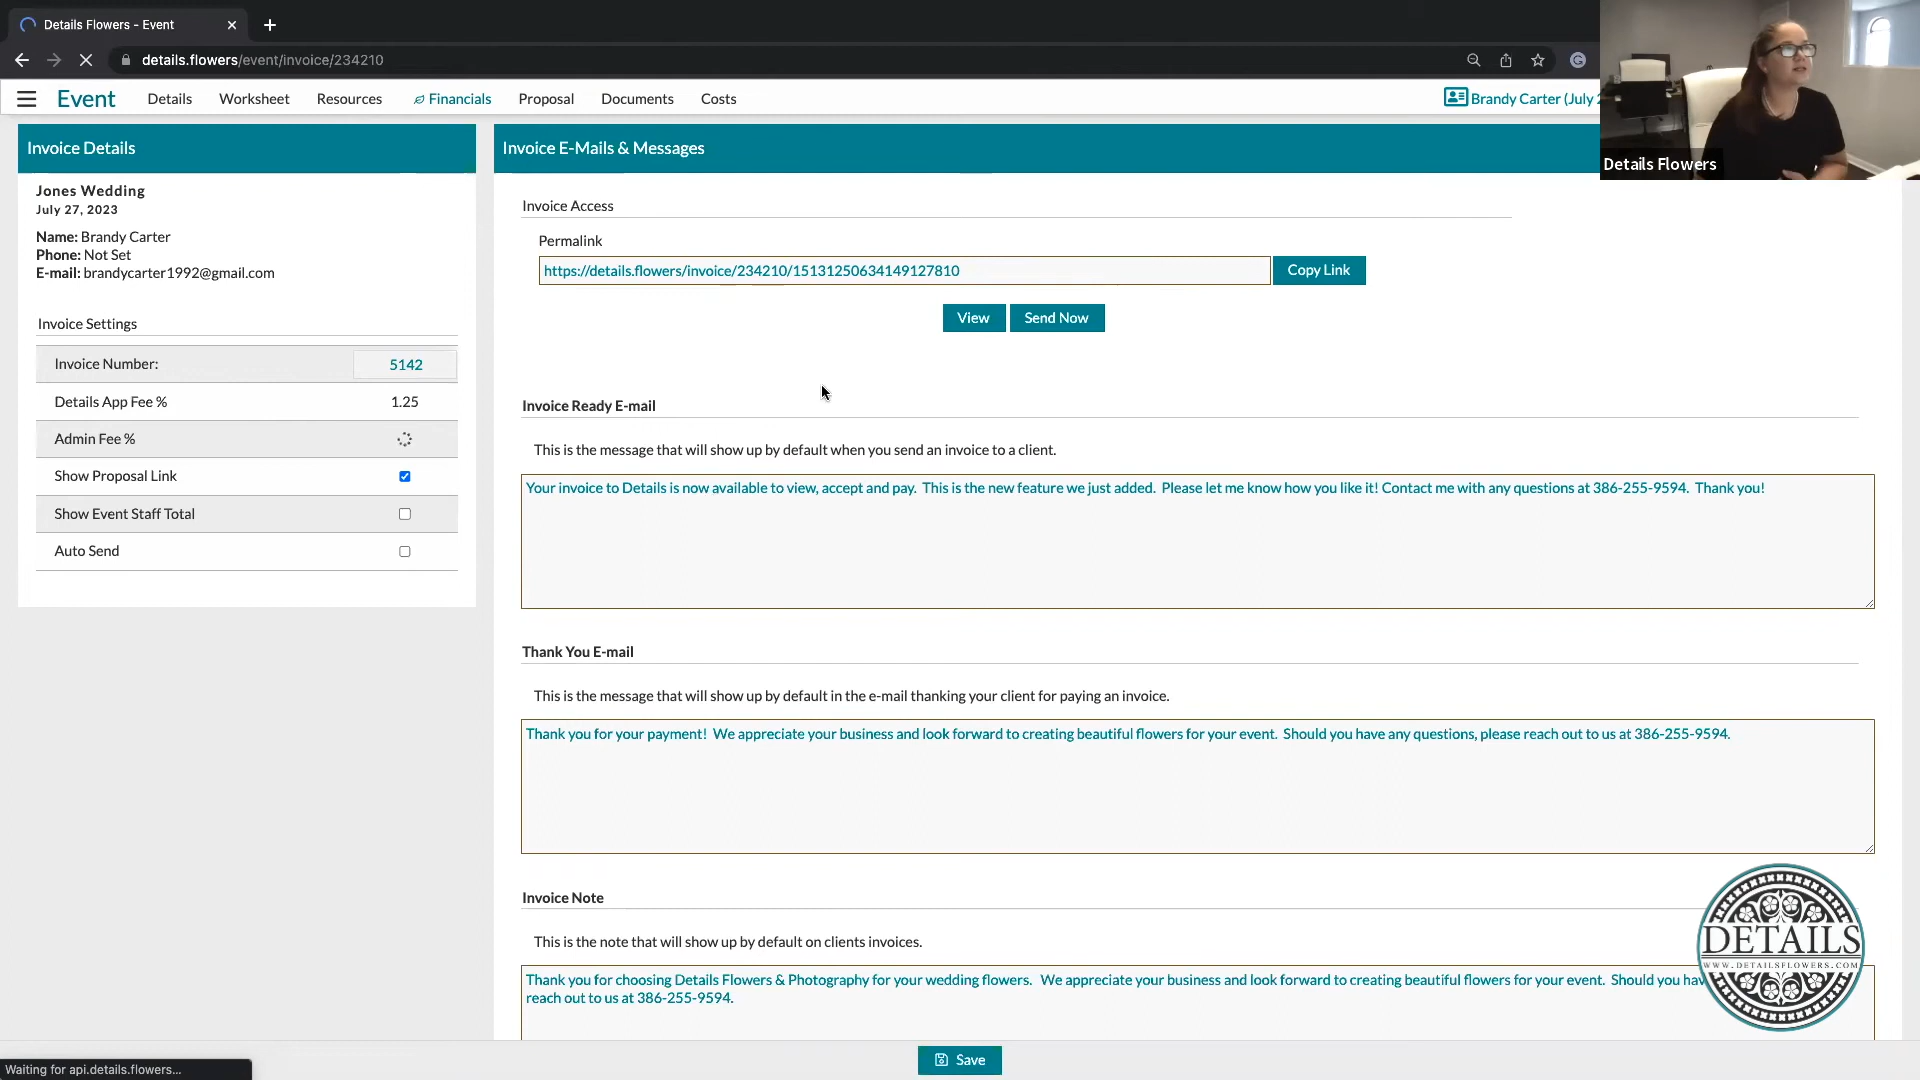 Details Flowers - Event
details.flowers/event/invoice/234210
Event
Details
Worksheet
Resources
Financials
Proposal
Documents
Costs
Brandy Carter (July 2
Details Flowers
Invoice Details
Jones Wedding
July 27, 2023
Name: Brandy Carter
Phone: Not Set
E-mail: brandycarter1992@gmail.com
Invoice Settings
Invoice Number: 5142
Details App Fee % 1.25
Admin Fee %
Show Proposal Link
Show Event Staff Total
Auto Send
Invoice E-Mails & Messages
Invoice Access
Permalink
https://details.flowers/invoice/234210/15131250634149127810
Copy Link
View
Send Now
Invoice Ready E-mail
This is the message that will show up by default when you send an invoice to a client.
Your invoice to Details is now available to view, accept and pay. This is the new feature we just added. Please let me know how you like it! Contact me with any questions at 386-255-9594. Thank you!
Thank You E-mail
This is the message that will show up by default in the e-mail thanking your client for paying an invoice.
Thank you for your payment! We appreciate your business and look forward to creating beautiful flowers for your event. Should you have any questions, please reach out to us at 386-255-9594.
Invoice Note
This is the note that will show up by default on clients invoices.
Thank you for choosing Details Flowers & Photography for your wedding flowers. We appreciate your business and look forward to creating beautiful flowers for your event. Should you hav
reach out to us at 386-255-9594.
DETAILS
WWW.DETAILSFLOWERS.COM
Save
Waiting for api.details.flowers...